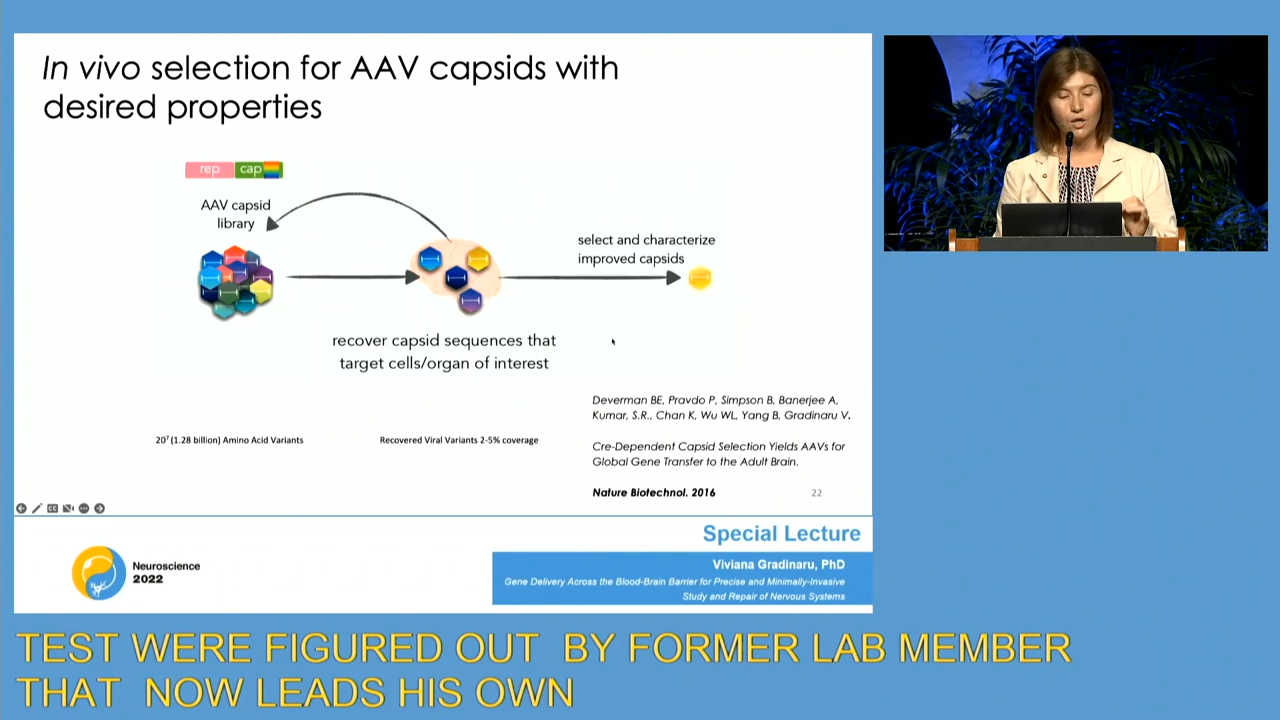 In vivo selection for AAV capsids with
desired properties
rep cap
AAV capsid
library
select and characterize
improved capsids
recover capsid sequences that
target cells/organ of interest
Deverman BE, Pravdo P, Simpson B, Banerjee A,
Kumar, S.R., Chan K, Wu WL, Yang B, Gradinaru V.
20⁷ (1.28 billion) Amino Acid Variants
Recovered Viral Variants 2-5% coverage
Cre-Dependent Capsid Selection Yields AAVs for
Global Gene Transfer to the Adult Brain.
Nature Biotechnol. 2016
22
Special Lecture
Neuroscience
2022
Viviana Gradinaru, PhD
Gene Delivery Across the Blood-Brain Barrier for Precise and Minimally-Invasive
Study and Repair of Nervous Systems
TEST WERE FIGURED OUT BY FORMER LAB MEMBER
THAT NOW LEADS HIS OWN